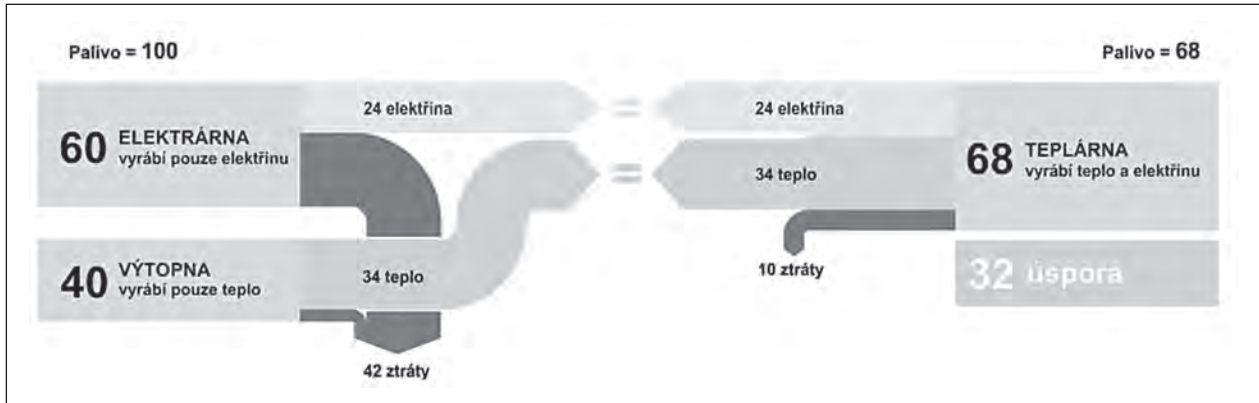 Palivo = 100
Palivo = 68
60 ELEKTRÁRNA
vyrábí pouze elektřinu
24 elektřina
=
24 elektřina
68 TEPLÁRNA
vyrábí teplo a elektřinu
=
34 teplo
40 VÝTOPNA
vyrábí pouze teplo
34 teplo
10 ztráty
32 úspora
42 ztráty